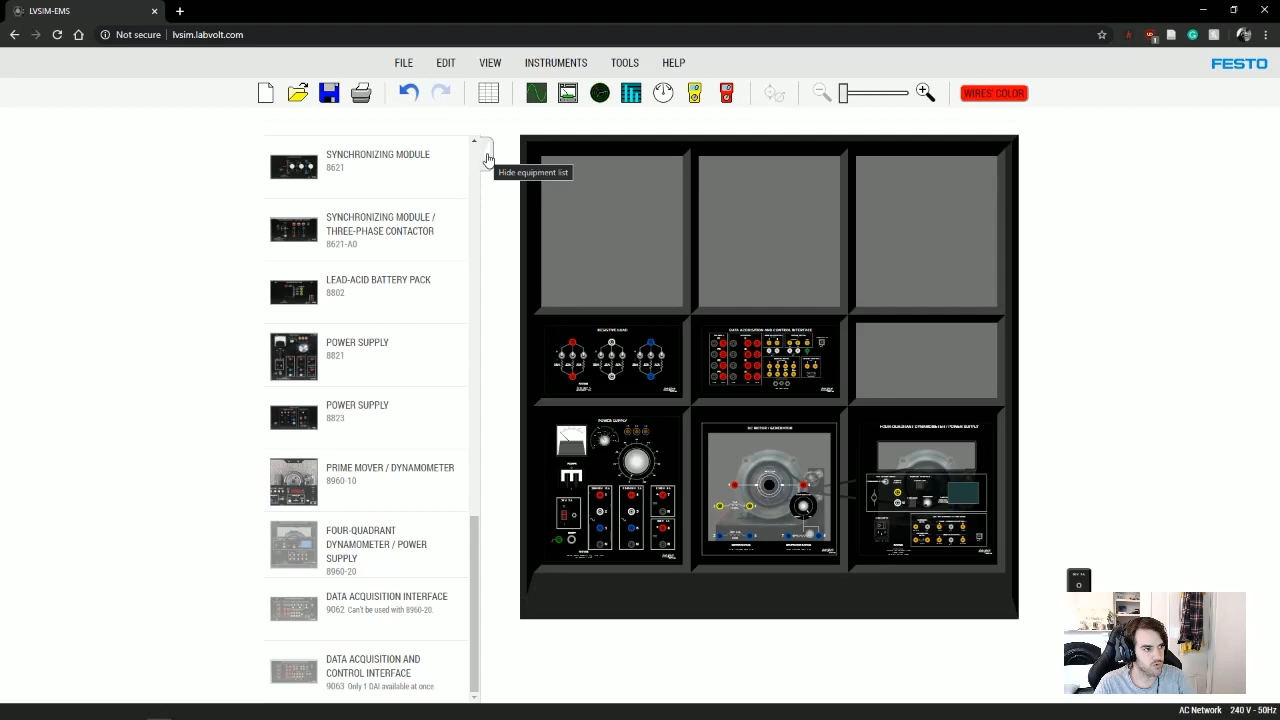 LVSIM-EMS
Not secure
lvsim.labvolt.com
FILE
EDIT
VIEW
INSTRUMENTS
TOOLS
HELP
FESTO
WIRES' COLOR
SYNCHRONIZING MODULE
8621
SYNCHRONIZING MODULE /
THREE-PHASE CONTACTOR
8621-A0
LEAD-ACID BATTERY PACK
8802
POWER SUPPLY
8821
POWER SUPPLY
8823
PRIME MOVER / DYNAMOMETER
8960-10
FOUR-QUADRANT
DYNAMOMETER / POWER
SUPPLY
8960-20
DATA ACQUISITION INTERFACE
9062 Can't be used with 8960-20.
DATA ACQUISITION AND
CONTROL INTERFACE
9063 Only 1 DAI available at once.
Hide equipment list
RESISTIVE LOAD
DATA ACQUISITION AND CONTROL INTERFACE
POWER SUPPLY
DC MOTOR / GENERATOR
FOUR-QUADRANT DYNAMOMETER / POWER SUPPLY
AC Network
240 V - 50Hz